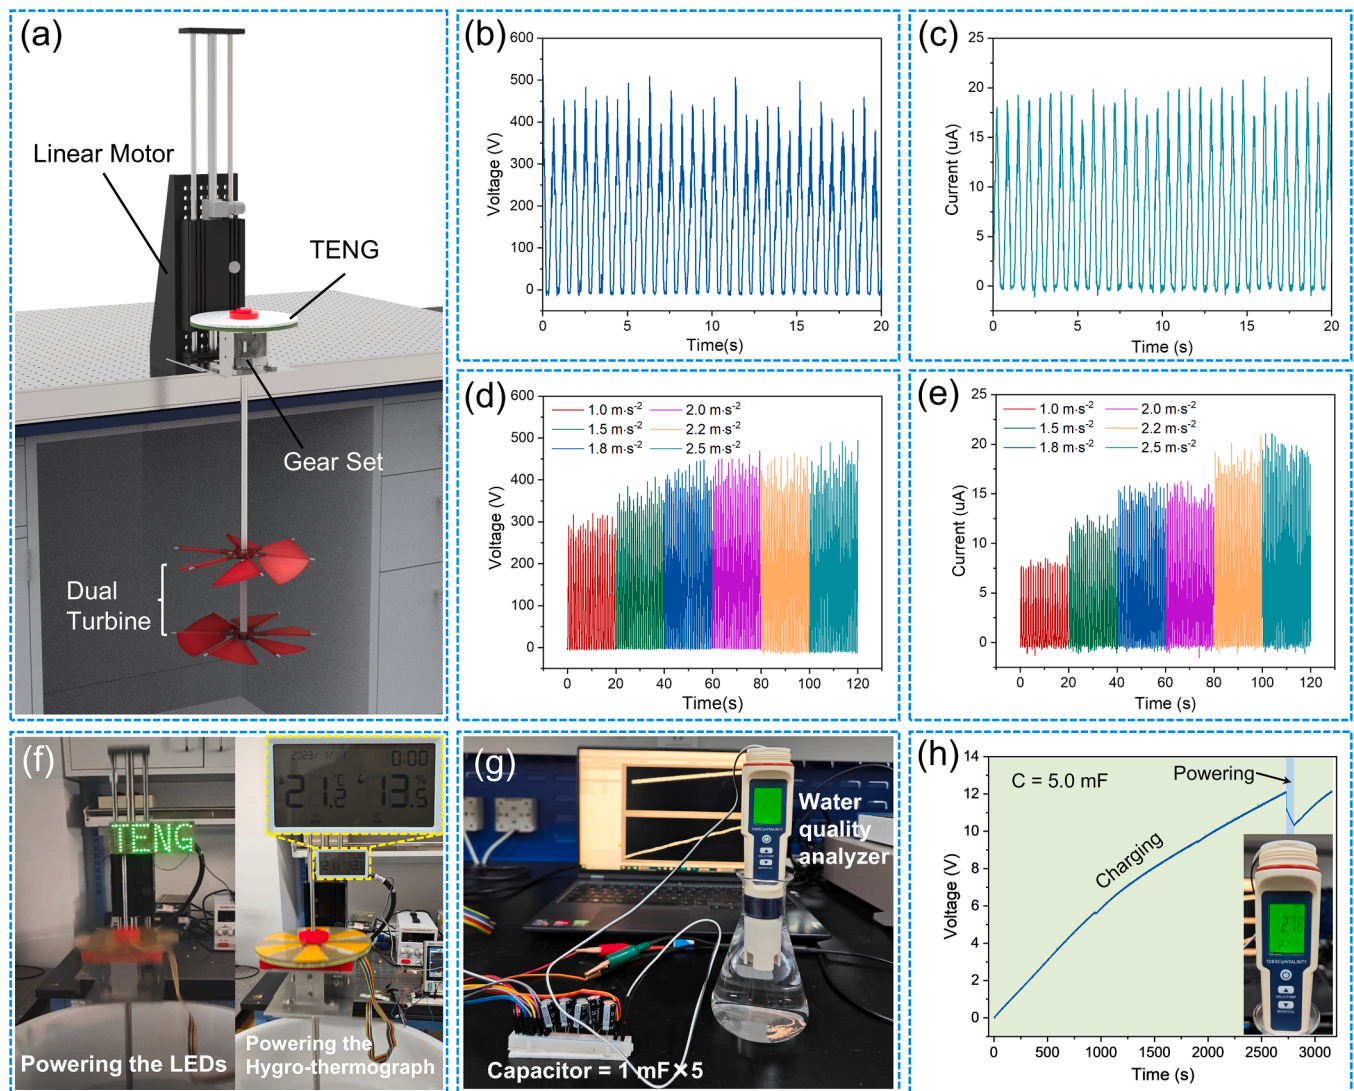 (a)
Linear Motor
TENG
Gear Set
Dual
Turbine
(b)
600
500
400
300
200
100
0
Voltage (V)
0 5 10 15 20
Time(s)
(c)
25
20
15
10
5
0
Current (uA)
0 5 10 15 20
Time (s)
(d)
600
500
400
300
200
100
0
Voltage (V)
1.0 m·s⁻² 2.0 m·s⁻²
1.5 m·s⁻² 2.2 m·s⁻²
1.8 m·s⁻² 2.5 m·s⁻²
0 20 40 60 80 100 120
Time(s)
(e)
25
20
15
10
5
0
Current (uA)
1.0 m·s⁻² 2.0 m·s⁻²
1.5 m·s⁻² 2.2 m·s⁻²
1.8 m·s⁻² 2.5 m·s⁻²
0 20 40 60 80 100 120
Time (s)
(f)
2023/ 1/ 1 0:00
21.2 °C 13.5 %
TENG
Powering the LEDs
Powering the
Hygro-thermograph
(g)
Water
quality
analyzer
Capacitor = 1 mF×5
(h)
14
12
10
8
6
4
2
0
Voltage (V)
C = 5.0 mF
Powering
Charging
0 500 1000 1500 2000 2500 3000
Time (s)